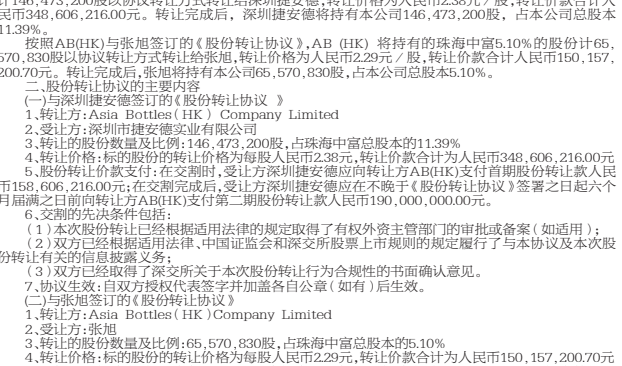 计146,473,200股以协议转让方式转让给深圳捷安德,转让价格为人民币2.38元／股,转让价款合计人
民币348,606,216.00元。转让完成后，深圳捷安德将持有本公司146,473,200股，占本公司总股本
11.39%。
按照AB(HK)与张旭签订的《股份转让协议》,AB (HK) 将持有的珠海中富5.10%的股份计65,
570,830股以协议转让方式转让给张旭,转让价格为人民币2.29元／股,转让价款合计人民币150,157,
200.70元。转让完成后,张旭将持有本公司65,570,830股,占本公司总股本5.10%。
二、股份转让协议的主要内容
(一)与深圳捷安德签订的《股份转让协议 》
1、转让方:Asia Bottles(HK) Company Limited
2、受让方:深圳市捷安德实业有限公司
3、转让的股份数量及比例:146,473,200股,占珠海中富总股本的11.39%
4、转让价格:标的股份的转让价格为每股人民币2.38元,转让价款合计为人民币348,606,216.00元
5、股份转让价款支付:在交割时,受让方深圳捷安德应向转让方AB(HK)支付首期股份转让款人民
币158,606,216.00元;在交割完成后,受让方深圳捷安德应在不晚于《股份转让协议》签署之日起六个
月届满之日前向转让方AB(HK)支付第二期股份转让款人民币190,000,000.00元。
6、交割的先决条件包括:
(1)本次股份转让已经根据适用法律的规定取得了有权外资主管部门的审批或备案(如适用);
(2)双方已经根据适用法律、中国证监会和深交所股票上市规则的规定履行了与本协议及本次股
份转让有关的信息披露义务;
(3)双方已经取得了深交所关于本次股份转让行为合规性的书面确认意见。
7、协议生效:自双方授权代表签字并加盖各自公章(如有)后生效。
(二)与张旭签订的《股份转让协议》
1、转让方:Asia Bottles(HK)Company Limited
2、受让方:张旭
3、转让的股份数量及比例:65,570,830股,占珠海中富总股本的5.10%
4、转让价格:标的股份的转让价格为每股人民币2.29元,转让价款合计为人民币150,157,200.70元